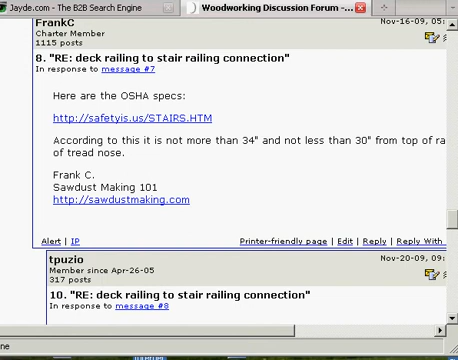 Jayde.com - The B2B Search Engine
Woodworking Discussion Forum -...
FrankC
Nov-16-09, 05:
Charter Member
1115 posts
8. "RE: deck railing to stair railing connection"
In response to message #7
Here are the OSHA specs:
http://safetyis.us/STAIRS.HTM
According to this it is not more than 34" and not less than 30" from top of ra
of tread nose.
Frank C.
Sawdust Making 101
http://sawdustmaking.com
Alert | IP
Printer-friendly page | Edit | Reply | Reply With
tpuzio
Nov-20-09, 09:
Member since Apr-26-05
317 posts
10. "RE: deck railing to stair railing connection"
In response to message #8
ne